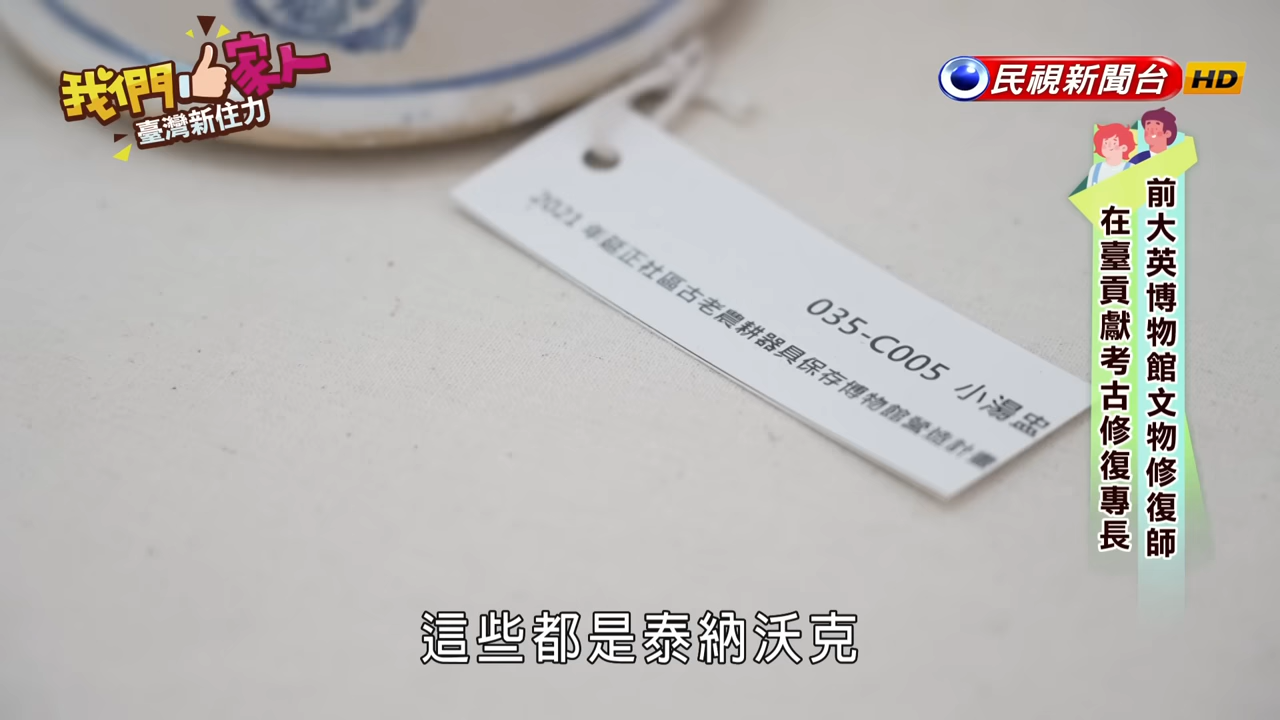 我們家人
臺灣新住力
民視新聞台 HD
前大英博物館文物修復師
在臺貢獻考古修復專長
035-C005 小湯盅
2021 年延正社區古老農耕器具保存博物館營造計畫
這些都是泰納沃克